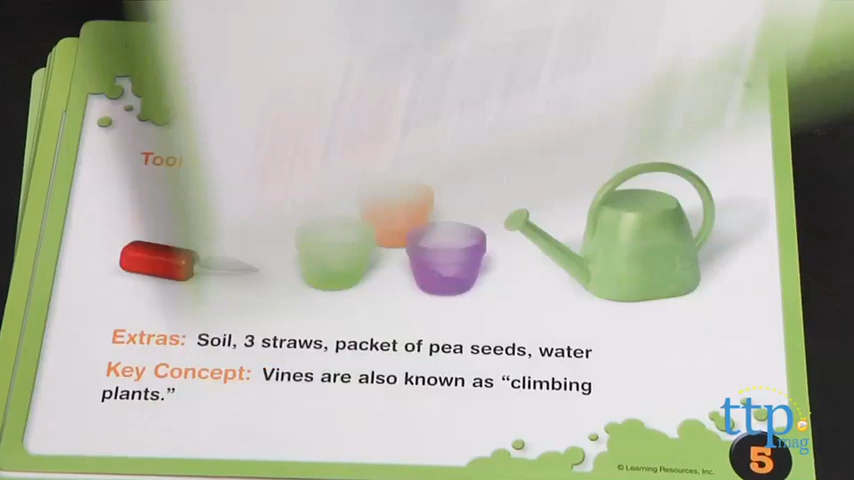 Tool
Extras: Soil, 3 straws, packet of pea seeds, water
Key Concept: Vines are also known as “climbing
plants.”
© Learning Resources, Inc.
5
ttp
mag